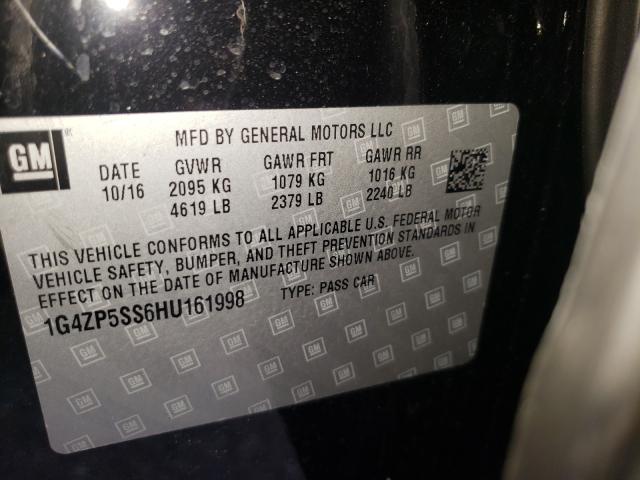 GM
MFD BY GENERAL MOTORS LLC
DATE GVWR GAWR FRT GAWR RR
10/16 2095 KG 1079 KG 1016 KG
4619 LB 2379 LB 2240 LB
THIS VEHICLE CONFORMS TO ALL APPLICABLE U.S. FEDERAL MOTOR
VEHICLE SAFETY, BUMPER, AND THEFT PREVENTION STANDARDS IN
EFFECT ON THE DATE OF MANUFACTURE SHOWN ABOVE.
1G4ZP5SS6HU161998 TYPE: PASS CAR